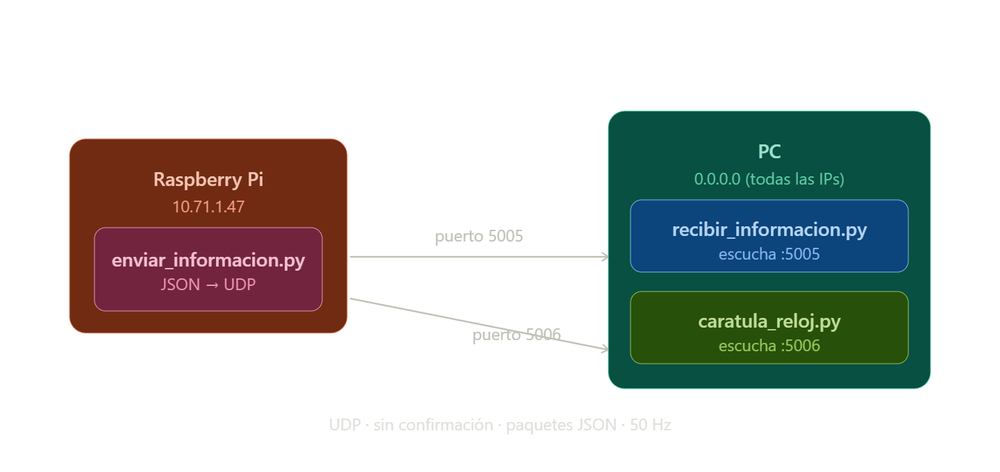 Raspberry Pi
10.71.1.47
enviar_informacion.py
JSON → UDP
puerto 5005
puerto 5006
PC
0.0.0.0 (todas las IPs)
recibir_informacion.py
escucha :5005
caratula_reloj.py
escucha :5006
UDP · sin confirmación · paquetes JSON · 50 Hz